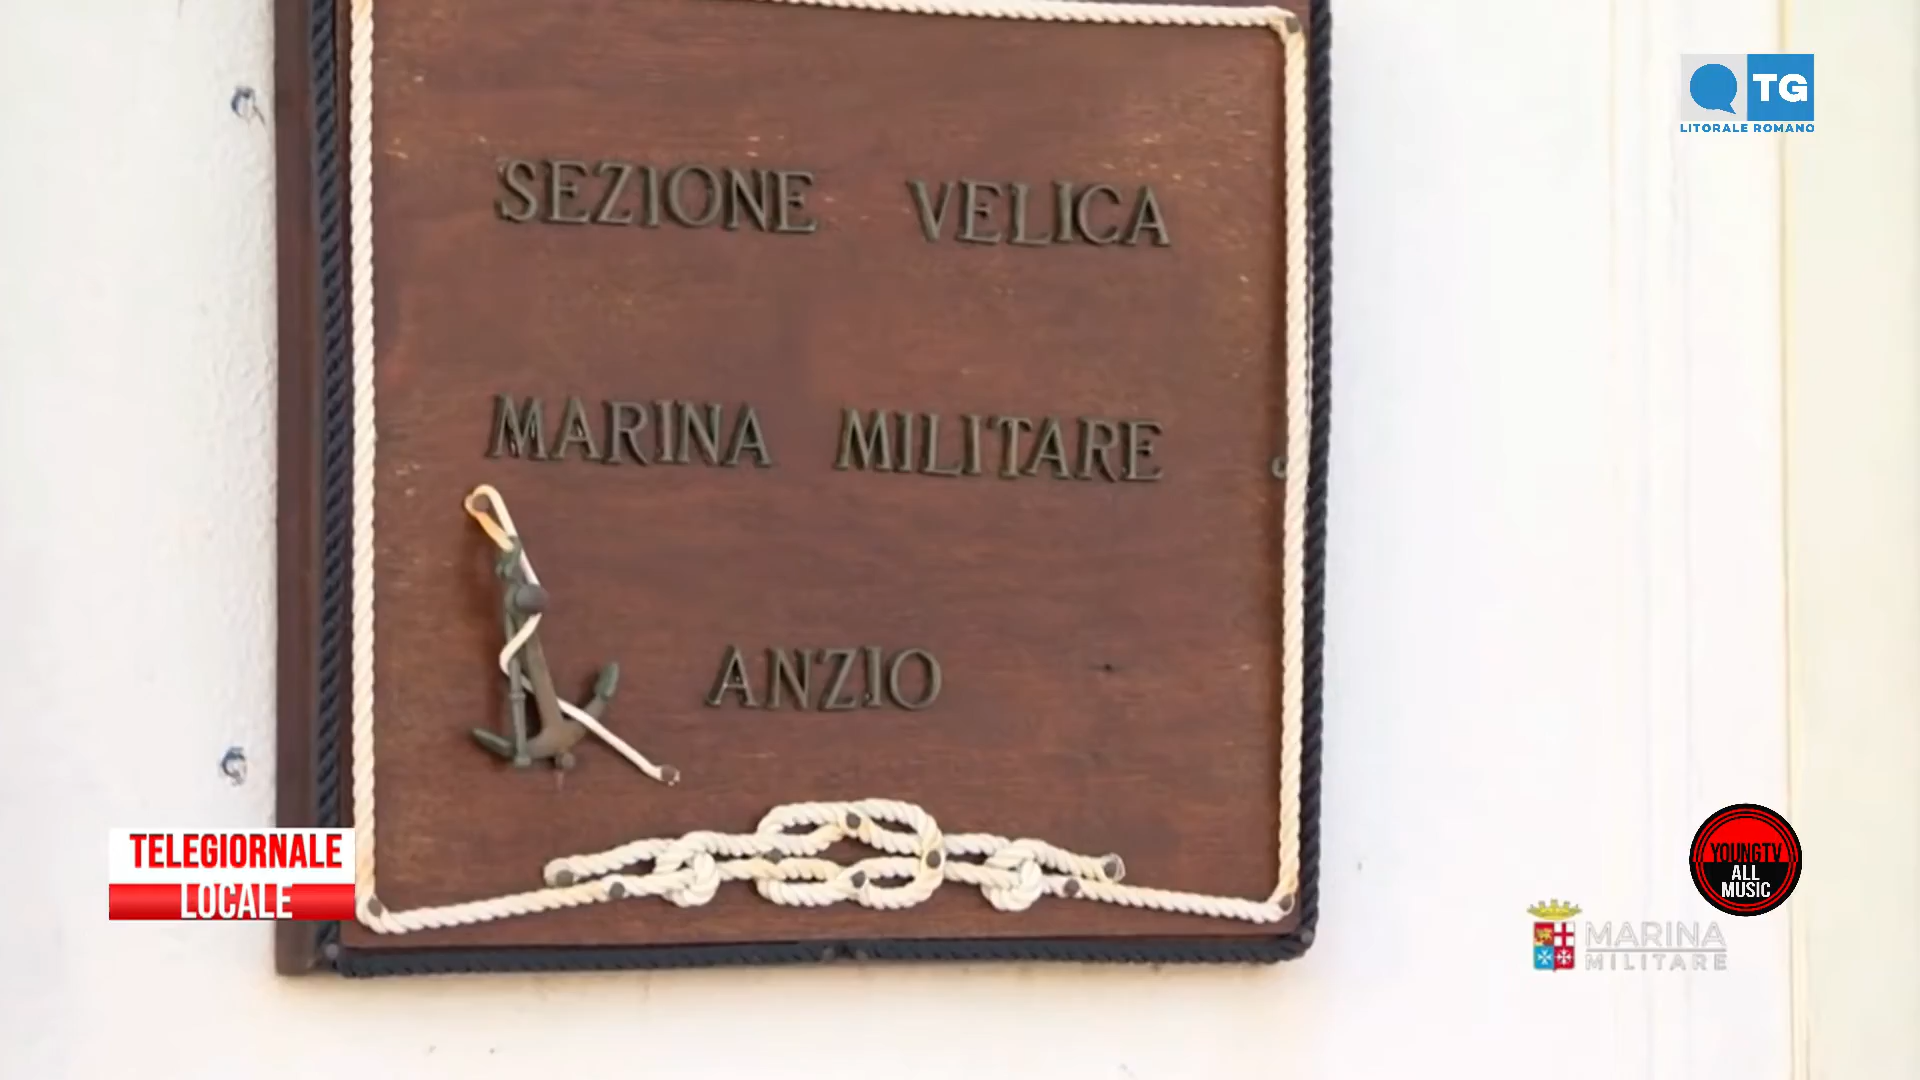 TG
LITORALE ROMANO
SEZIONE VELICA
MARINA MILITARE
ANZIO
TELEGIORNALE
LOCALE
YOUNGTV
ALL
MUSIC
MARINA
MILITARE